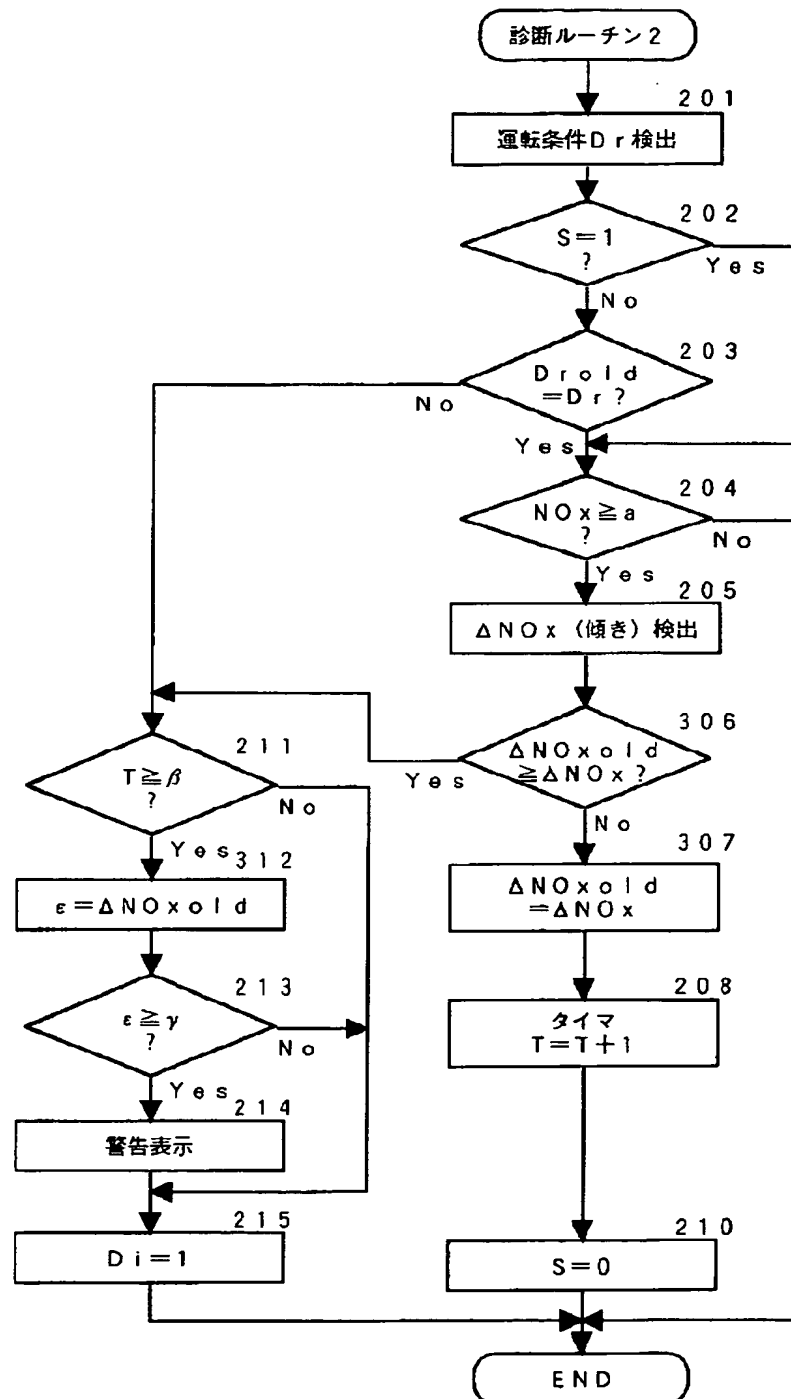 診断ルーチン2
201
運転条件Dr検出
202
S=1
?
Yes
No
203
Drold
=Dr?
No
Yes
204
NOx≧a
?
No
Yes
205
ΔNOx(傾き)検出
306
ΔNOxold
≧ΔNOx?
Yes
No
307
ΔNOxold
=ΔNOx
208
タイマ
T=T+1
210
S=0
211
T≧β
?
No
Yes
312
ε=ΔNOxold
213
ε≧γ
?
No
Yes
214
警告表示
215
Di=1
END